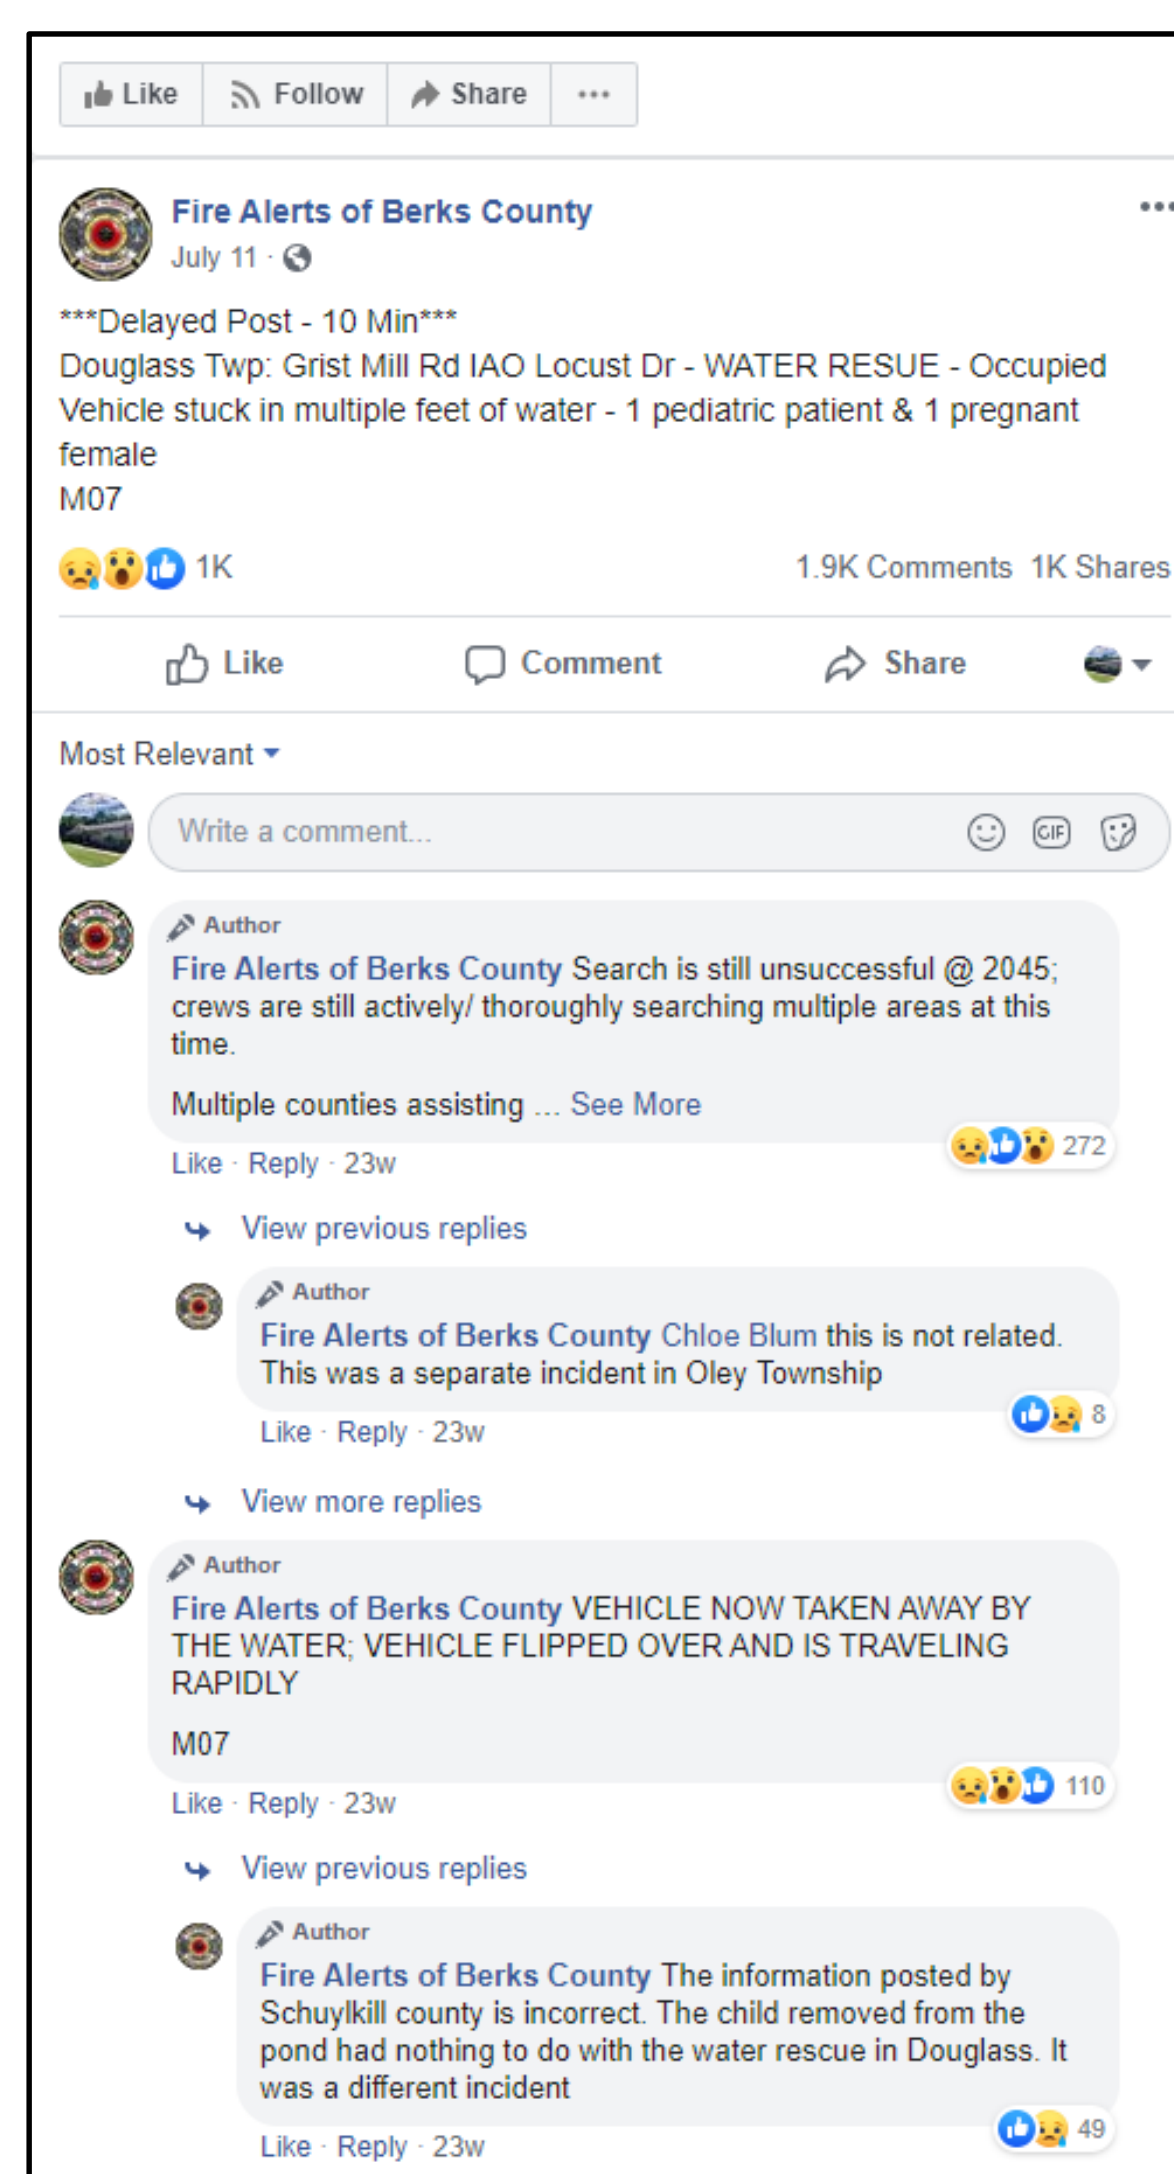 Like Follow Share ...
Fire Alerts of Berks County ...
July 11 ·
***Delayed Post - 10 Min***
Douglass Twp: Grist Mill Rd IAO Locust Dr - WATER RESUE - Occupied
Vehicle stuck in multiple feet of water - 1 pediatric patient & 1 pregnant
female
M07
1K 1.9K Comments 1K Shares
Like Comment Share
Most Relevant
Write a comment... GIF
Author
Fire Alerts of Berks County Search is still unsuccessful @ 2045;
crews are still actively/ thoroughly searching multiple areas at this
time.
Multiple counties assisting ... See More
272
Like · Reply · 23w
View previous replies
Author
Fire Alerts of Berks County Chloe Blum this is not related.
This was a separate incident in Oley Township
8
Like · Reply · 23w
View more replies
Author
Fire Alerts of Berks County VEHICLE NOW TAKEN AWAY BY
THE WATER; VEHICLE FLIPPED OVER AND IS TRAVELING
RAPIDLY
M07
110
Like · Reply · 23w
View previous replies
Author
Fire Alerts of Berks County The information posted by
Schuylkill county is incorrect. The child removed from the
pond had nothing to do with the water rescue in Douglass. It
was a different incident
49
Like · Reply · 23w